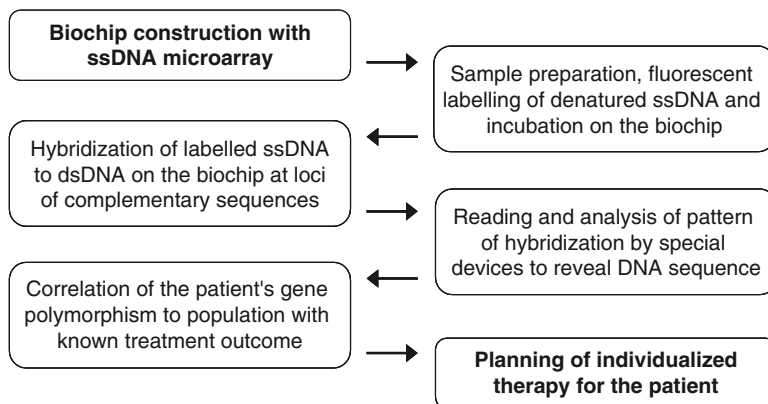 Biochip construction with
ssDNA microarray
Sample preparation, fluorescent
labelling of denatured ssDNA and
incubation on the biochip
Hybridization of labelled ssDNA
to dsDNA on the biochip at loci
of complementary sequences
Reading and analysis of pattern
of hybridization by special
devices to reveal DNA sequence
Correlation of the patient's gene
polymorphism to population with
known treatment outcome
Planning of individualized
therapy for the patient